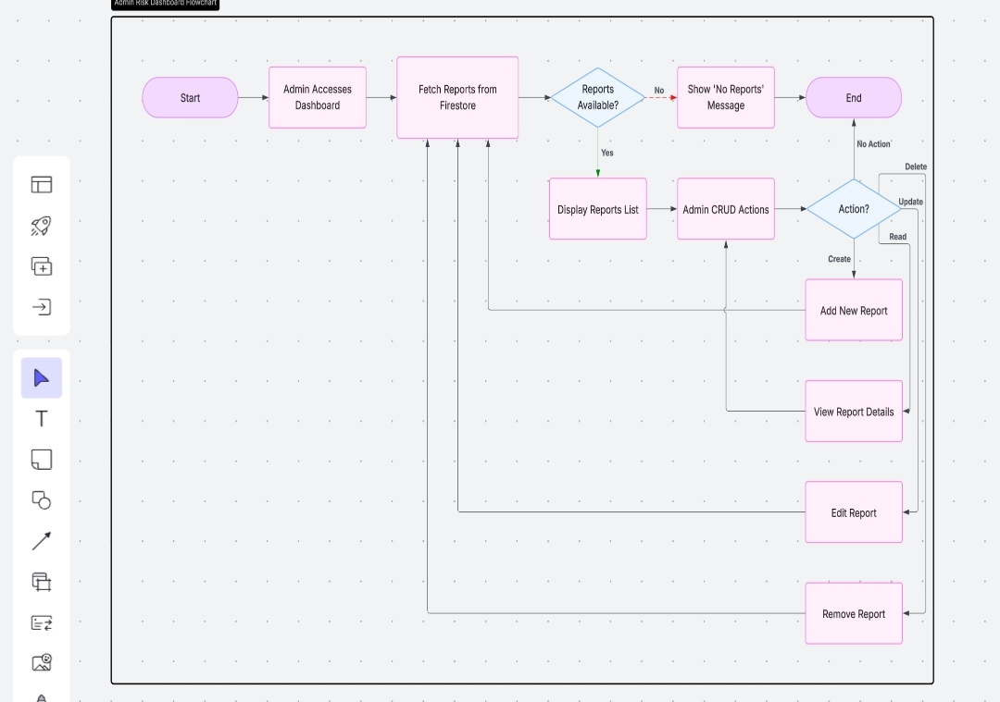 Admin Risk Dashboard Flowchart
Start
Admin Accesses
Dashboard
Fetch Reports from
Firestore
Reports
Available?
No
Show 'No Reports'
Message
End
Yes
No Action
Delete
Display Reports List
Admin CRUD Actions
Action?
Update
Read
Create
Add New Report
View Report Details
Edit Report
Remove Report
T